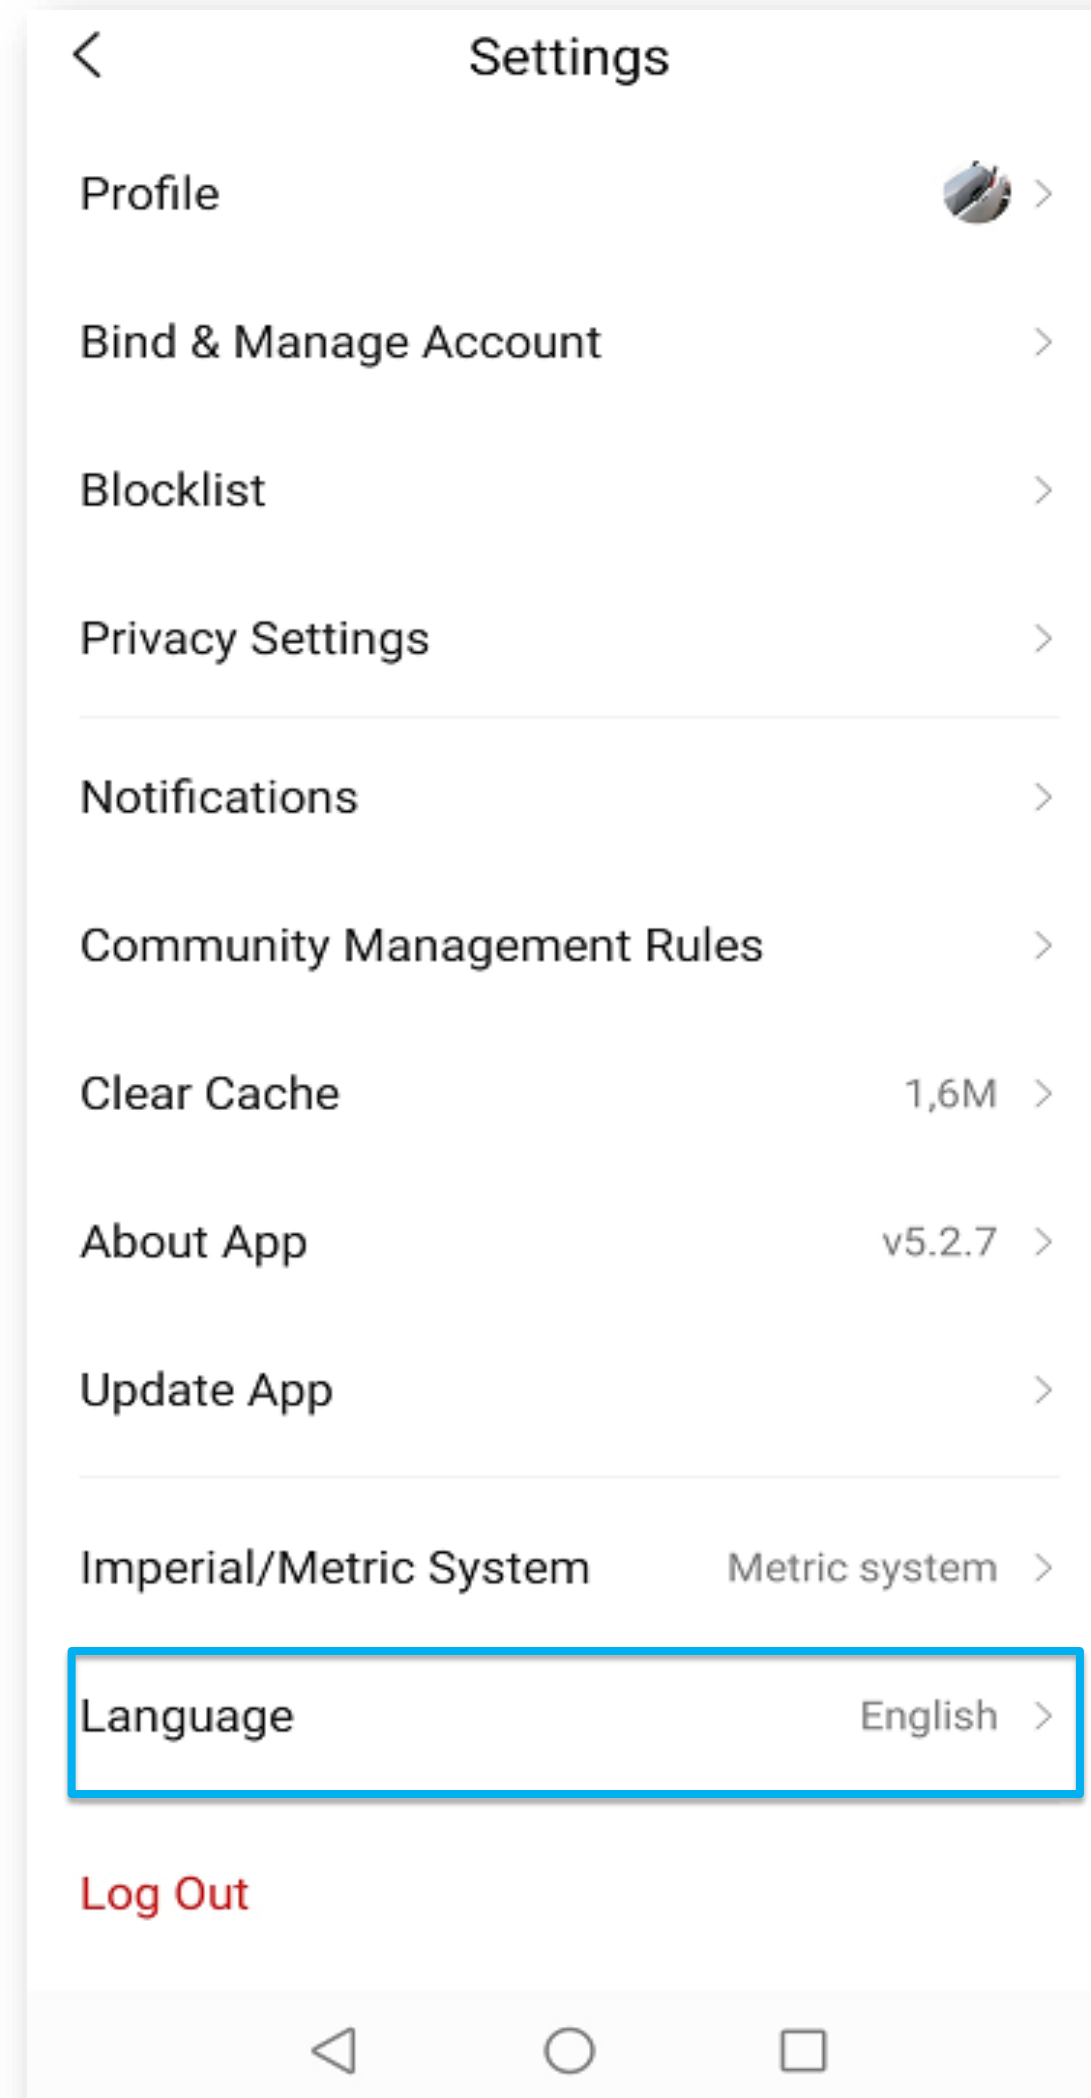 Settings
Profile
Bind & Manage Account
Blocklist
Privacy Settings
Notifications
Community Management Rules
Clear Cache 1,6M
About App v5.2.7
Update App
Imperial/Metric System Metric system
Language English
Log Out